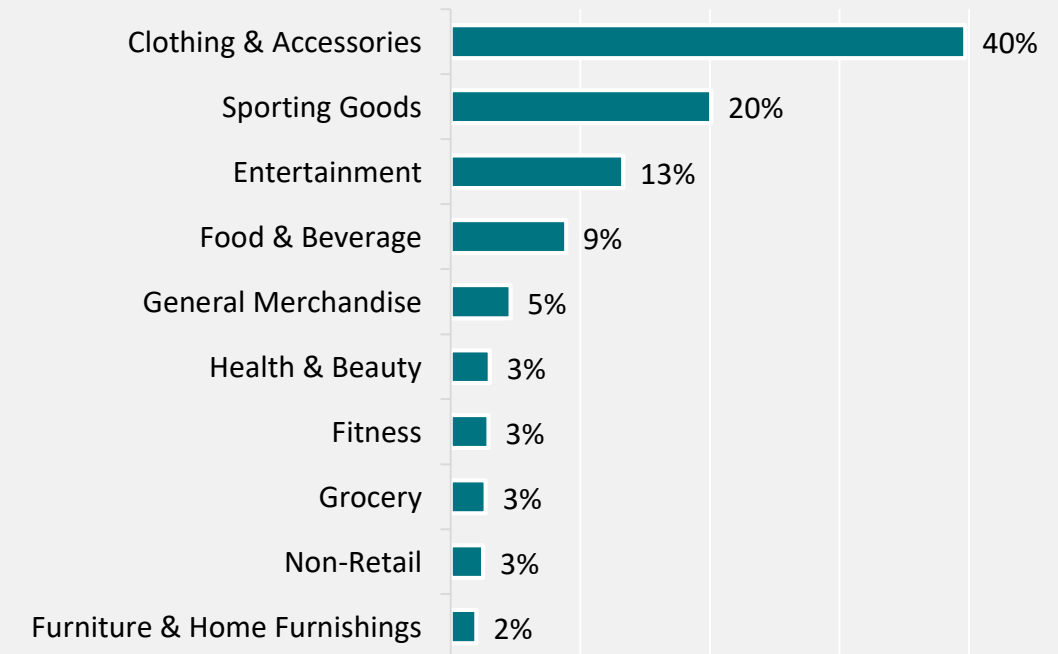 Clothing & Accessories 40%
Sporting Goods 20%
Entertainment 13%
Food & Beverage 9%
General Merchandise 5%
Health & Beauty 3%
Fitness 3%
Grocery 3%
Non-Retail 3%
Furniture & Home Furnishings 2%